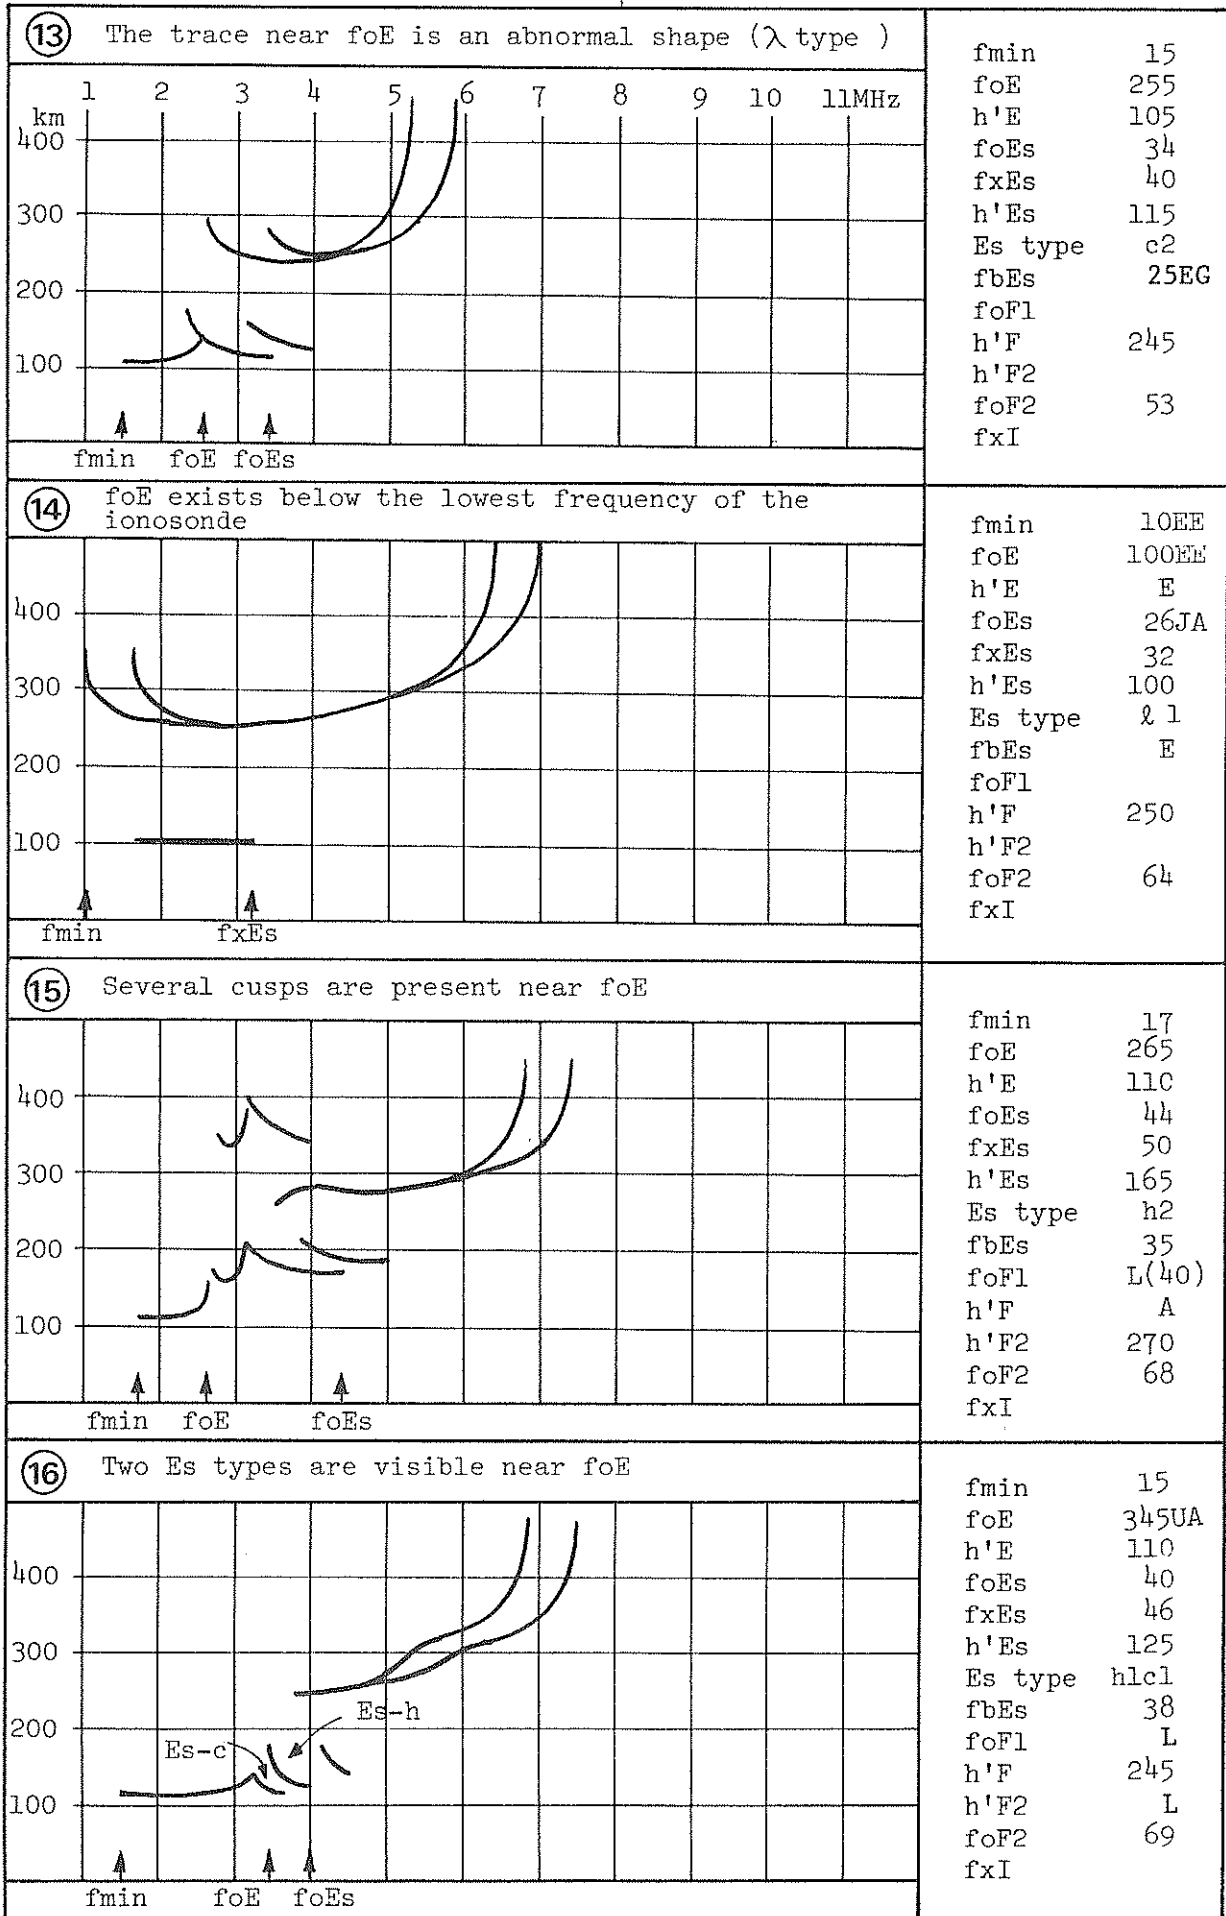 ⑬ The trace near foE is an abnormal shape (λ type )
1 2 3 4 5 6 7 8 9 10 11MHz
km
400
300
200
100
fmin foE foEs
fmin 15
foE 255
h'E 105
foEs 34
fxEs 40
h'Es 115
Es type c2
fbEs 25EG
foF1
h'F 245
h'F2
foF2 53
fxI
⑭ foE exists below the lowest frequency of the
ionosonde
400
300
200
100
fmin fxEs
fmin 10EE
foE 100EE
h'E E
foEs 26JA
fxEs 32
h'Es 100
Es type ℓ1
fbEs E
foF1
h'F 250
h'F2
foF2 64
fxI
⑮ Several cusps are present near foE
400
300
200
100
fmin foE foEs
fmin 17
foE 265
h'E 110
foEs 44
fxEs 50
h'Es 165
Es type h2
fbEs 35
foF1 L(40)
h'F A
h'F2 270
foF2 68
fxI
⑯ Two Es types are visible near foE
400
300
200
100
Es-h
Es-c
fmin foE foEs
fmin 15
foE 345UA
h'E 110
foEs 40
fxEs 46
h'Es 125
Es type h1c1
fbEs 38
foF1 L
h'F 245
h'F2 L
foF2 69
fxI